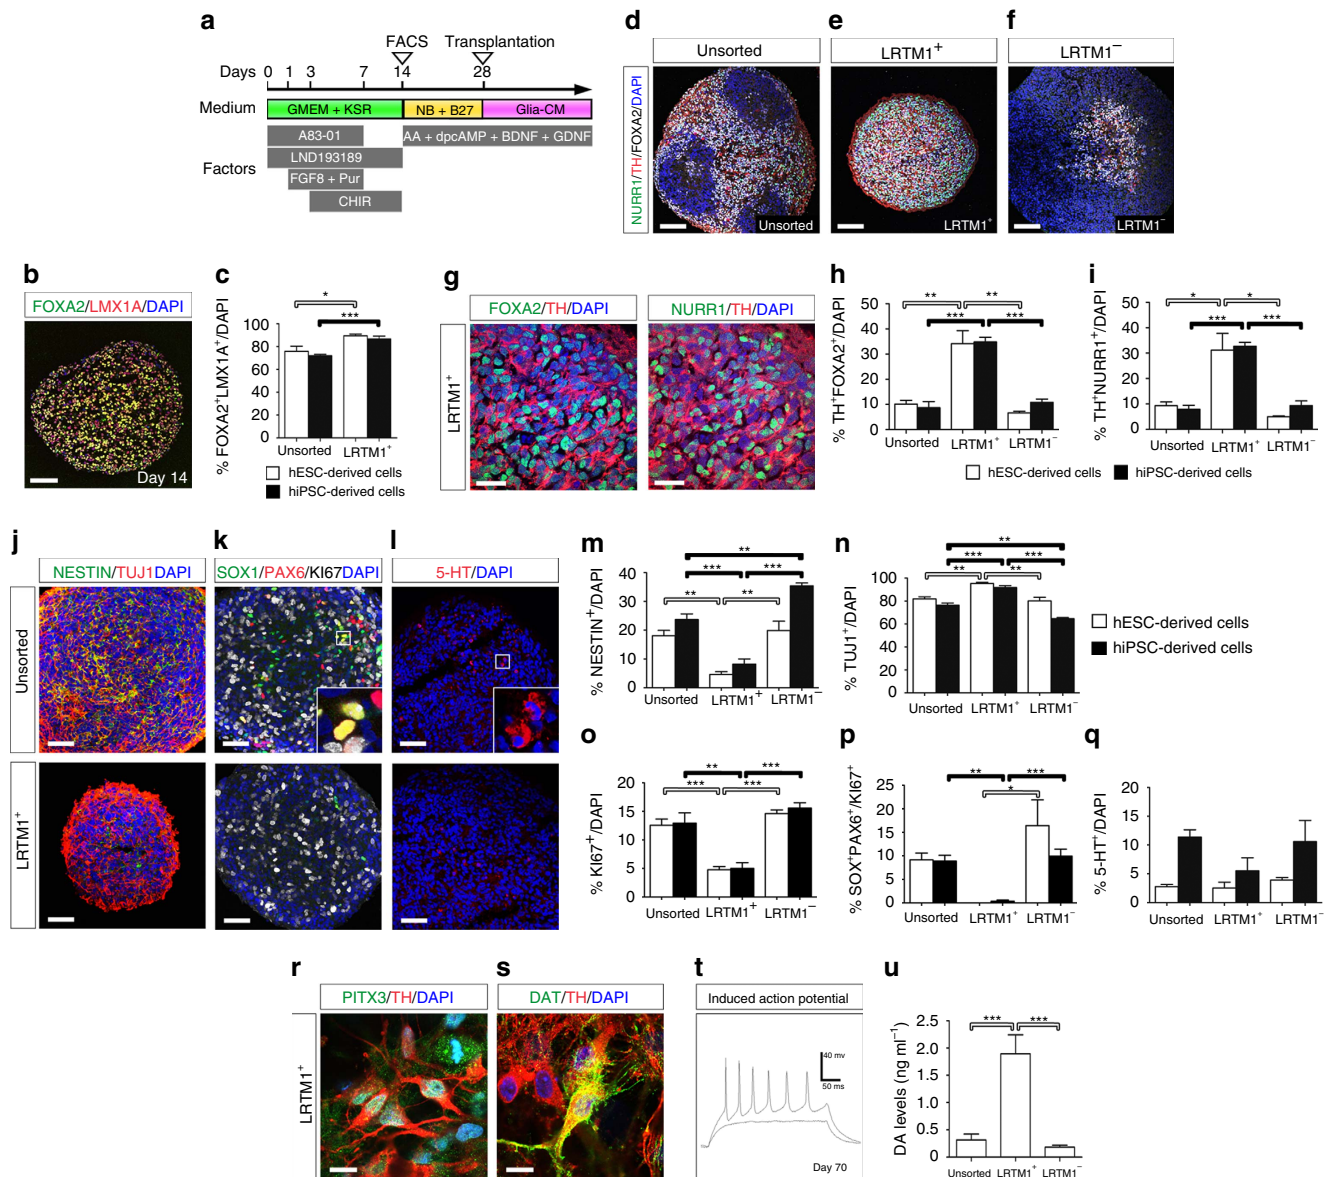 a
FACS Transplantation
Days 0 1 3 7 14 28
Medium GMEM + KSR NB + B27 Glia-CM
Factors
A83-01 AA + dpcAMP + BDNF + GDNF
LND193189
FGF8 + Pur
CHIR
d e f
Unsorted LRTM1+ LRTM1−
NURR1/TH/FOXA2/DAPI
Unsorted LRTM1+ LRTM1−
b
FOXA2/LMX1A/DAPI
Day 14
c
% FOXA2+LMX1A+/DAPI
* ***
100
80
60
40
20
0
Unsorted LRTM1+
hESC-derived cells
hiPSC-derived cells
g
FOXA2/TH/DAPI NURR1/TH/DAPI
LRTM1+
h
% TH+FOXA2+/DAPI
** **
*** ***
50
40
30
20
10
0
Unsorted LRTM1+ LRTM1−
i
% TH+NURR1+/DAPI
* *
*** ***
50
40
30
20
10
0
Unsorted LRTM1+ LRTM1−
hESC-derived cells hiPSC-derived cells
j k l
NESTIN/TUJ1DAPI SOX1/PAX6/KI67DAPI 5-HT/DAPI
Unsorted
LRTM1+
m
% NESTIN+/DAPI
**
*** ***
** **
40
30
20
10
0
Unsorted LRTM1+ LRTM1−
n
% TUJ1+/DAPI
**
*** ***
** **
100
80
60
40
20
0
Unsorted LRTM1+ LRTM1−
hESC-derived cells
hiPSC-derived cells
o
% KI67+/DAPI
** ***
*** ***
20
15
10
5
0
Unsorted LRTM1+ LRTM1−
p
% SOX+PAX6+/KI67+
** ***
*
25
20
15
10
5
0
Unsorted LRTM1+ LRTM1−
q
% 5-HT+/DAPI
20
15
10
5
0
Unsorted LRTM1+ LRTM1−
r s t
PITX3/TH/DAPI DAT/TH/DAPI Induced action potential
LRTM1+
40 mv
50 ms
Day 70
u
DA levels (ng ml−1)
*** ***
2.5
2.0
1.5
1.0
0.5
0
Unsorted LRTM1+ LRTM1−